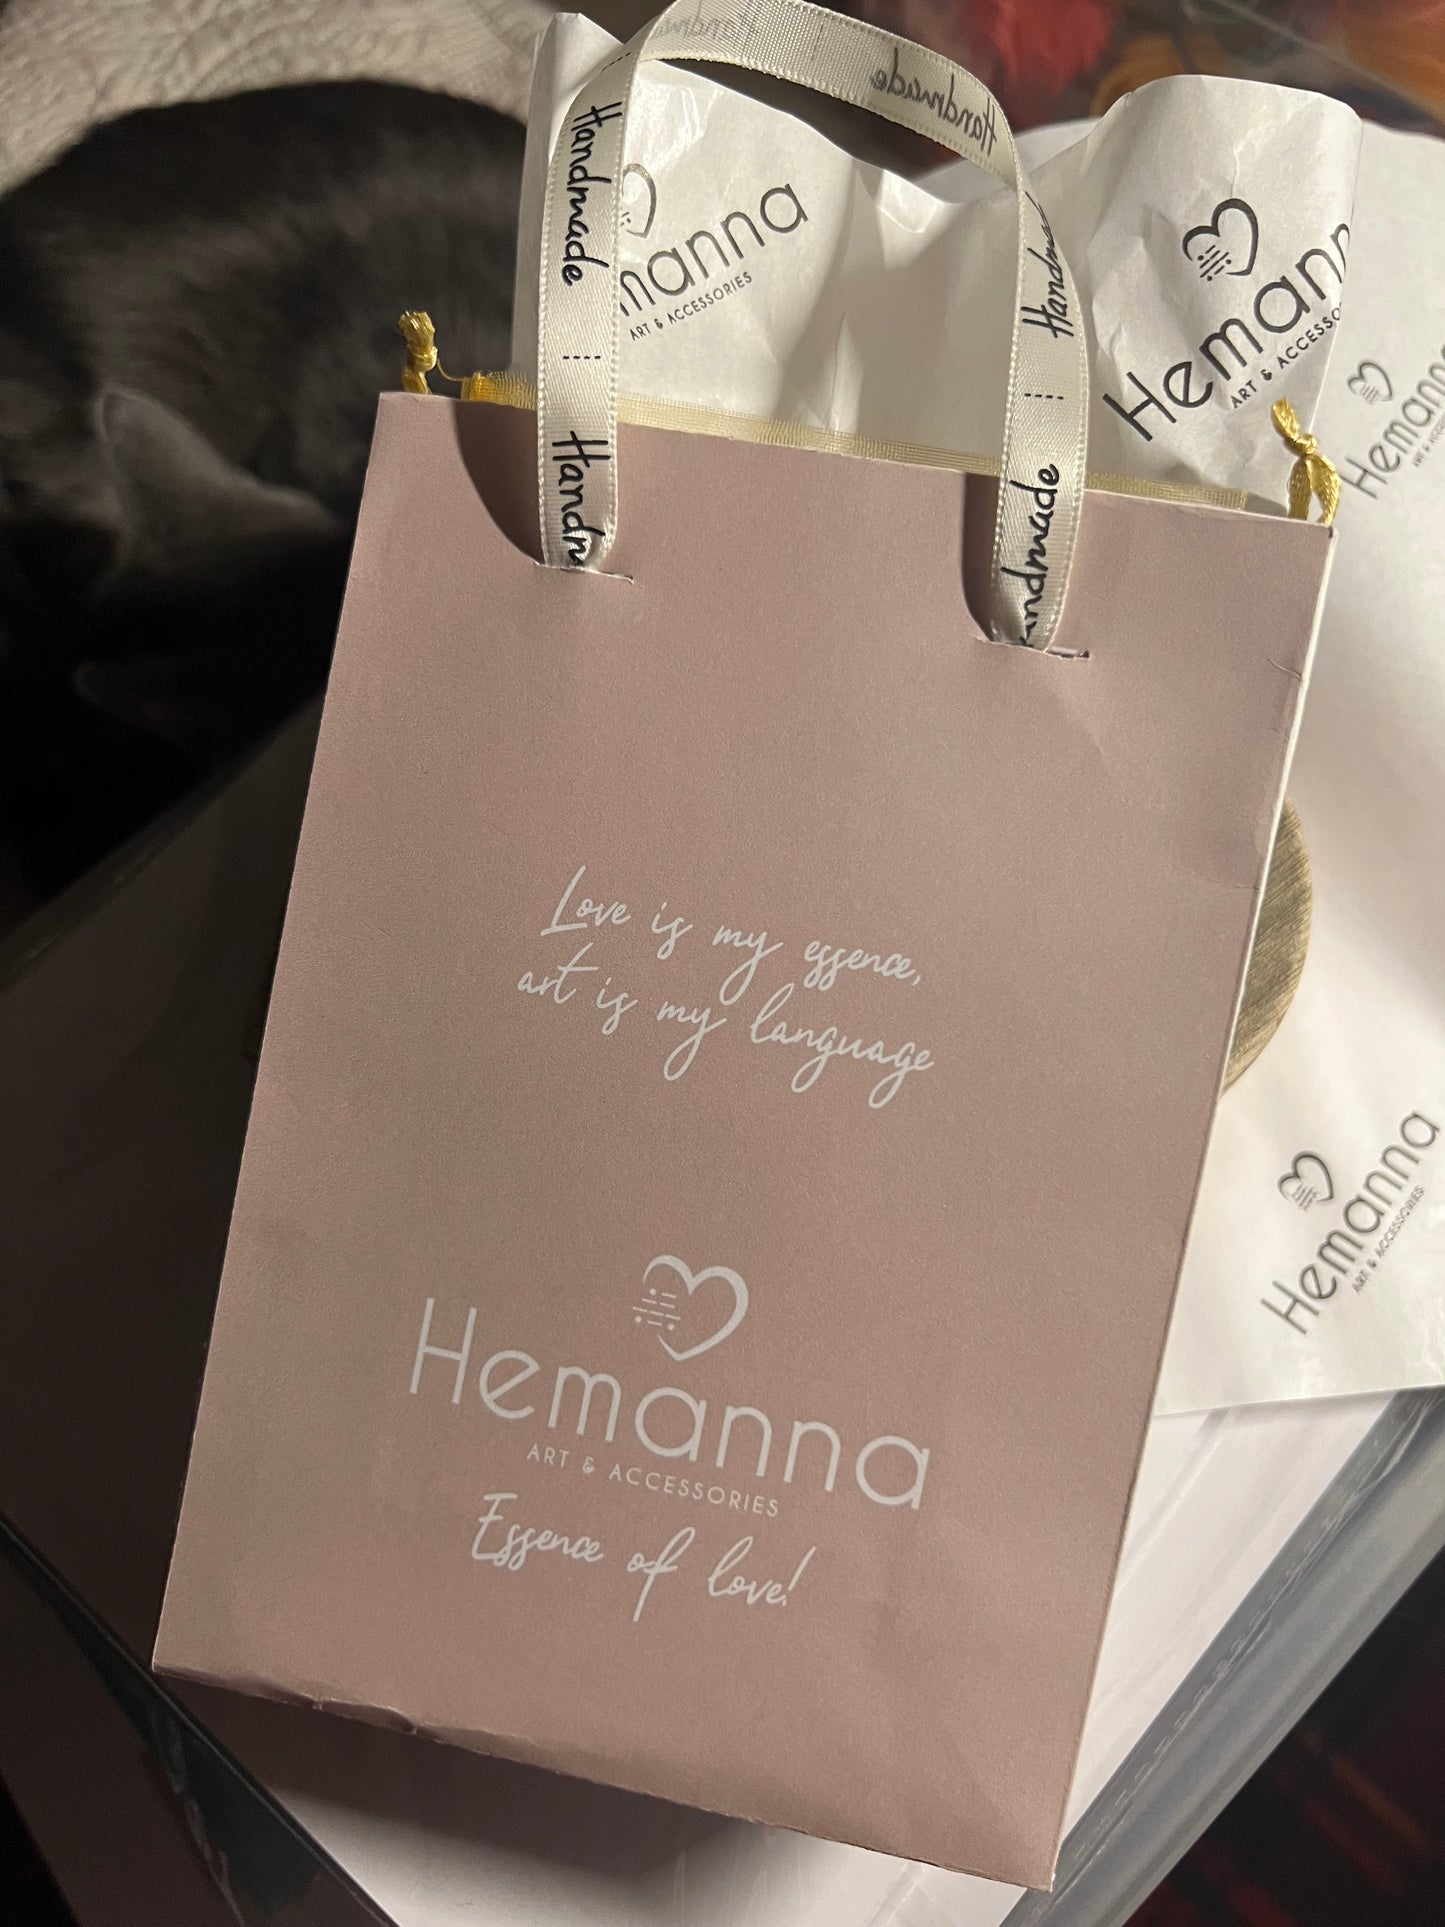 Handmade
Handmade
Handmade
Hemanna
ART & ACCESSORIES
Hemanna
ART & ACCESSORIES
Handmade
Love is my essence,
art is my language
Hemanna
ART & ACCESSORIES
Essence of love!
Hemanna
ART & ACCESSORIES